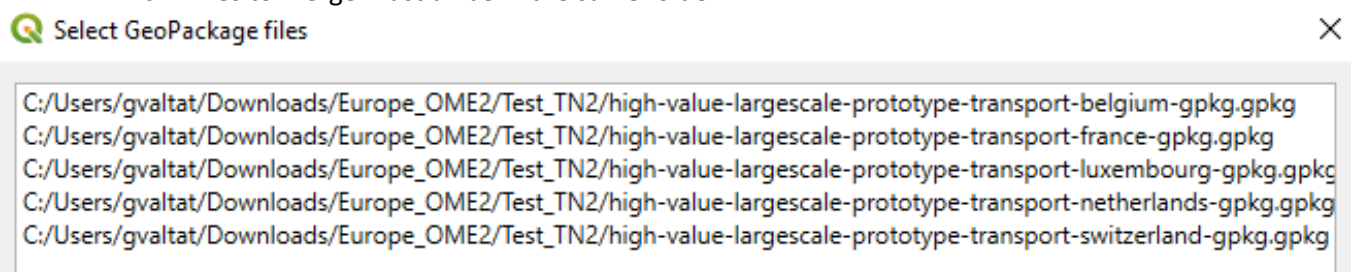 Select GeoPackage files
C:/Users/gvaltat/Downloads/Europe_OME2/Test_TN2/high-value-largescale-prototype-transport-belgium-gpkg.gpkg
C:/Users/gvaltat/Downloads/Europe_OME2/Test_TN2/high-value-largescale-prototype-transport-france-gpkg.gpkg
C:/Users/gvaltat/Downloads/Europe_OME2/Test_TN2/high-value-largescale-prototype-transport-luxembourg-gpkg.gpkg
C:/Users/gvaltat/Downloads/Europe_OME2/Test_TN2/high-value-largescale-prototype-transport-netherlands-gpkg.gpkg
C:/Users/gvaltat/Downloads/Europe_OME2/Test_TN2/high-value-largescale-prototype-transport-switzerland-gpkg.gpkg